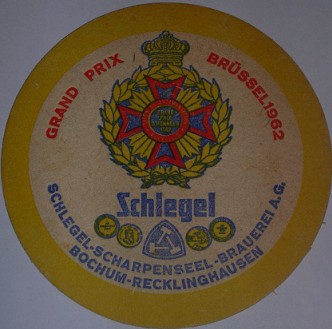 GRAND PRIX BRÜSSEL 1962
Schlegel
SCHLEGEL-SCHARPENSEEL-BRAUEREI A.G.
BOCHUM-RECKLINGHAUSEN